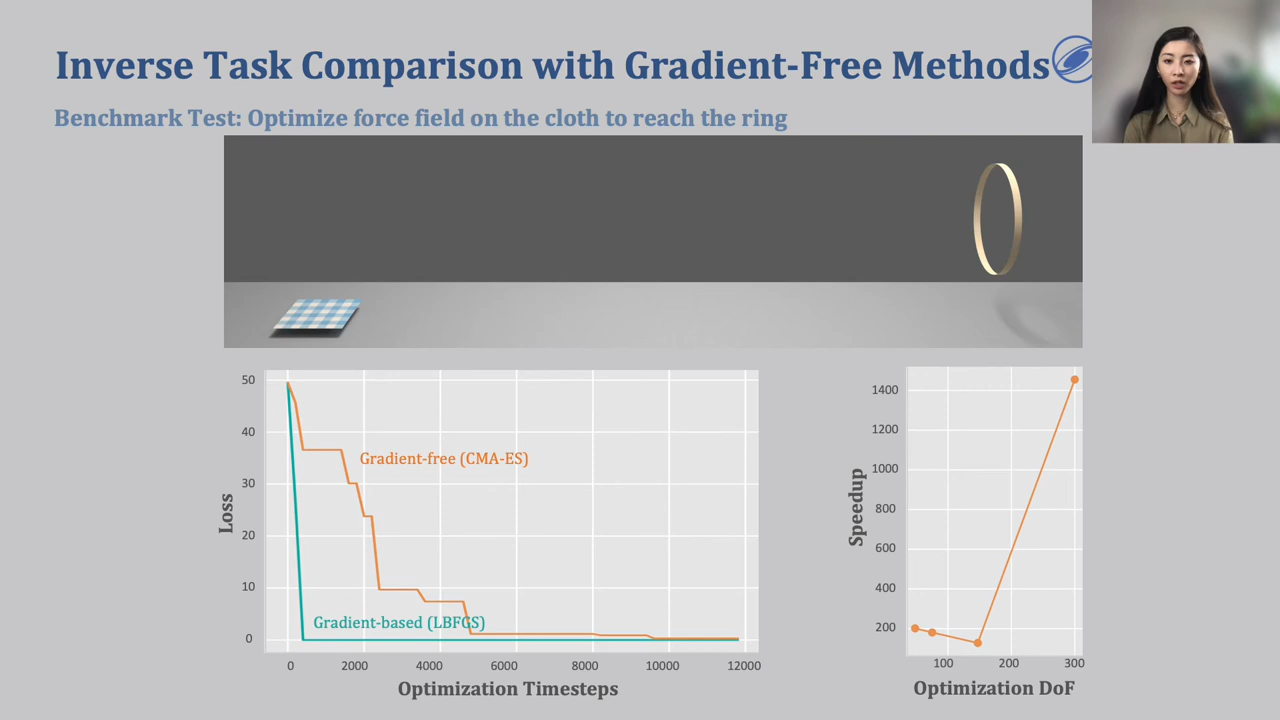 Inverse Task Comparison with Gradient-Free Methods
Benchmark Test: Optimize force field on the cloth to reach the ring
50
40
30
20
10
0
Loss
Gradient-free (CMA-ES)
Gradient-based (LBFGS)
0 2000 4000 6000 8000 10000 12000
Optimization Timesteps
1400
1200
1000
800
600
400
200
Speedup
100 200 300
Optimization DoF